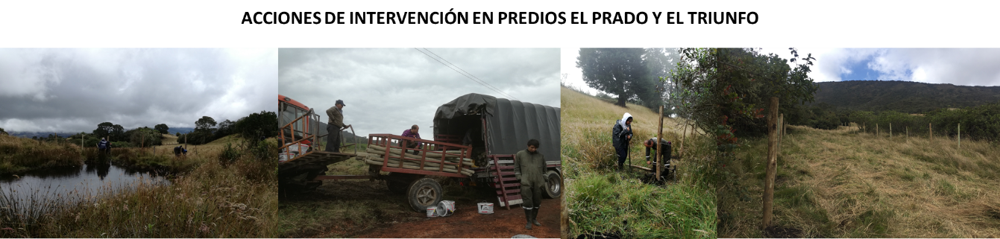 ACCIONES DE INTERVENCIÓN EN PREDIOS EL PRADO Y EL TRIUNFO